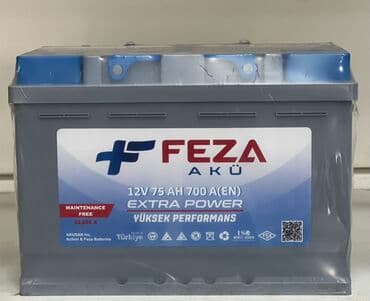 FEZA
AKÜ
12V 75 AH 700 A(EN)
EXTRA POWER
YÜKSEK PERFORMANS
MAINTENANCE
FREE
Türkiye